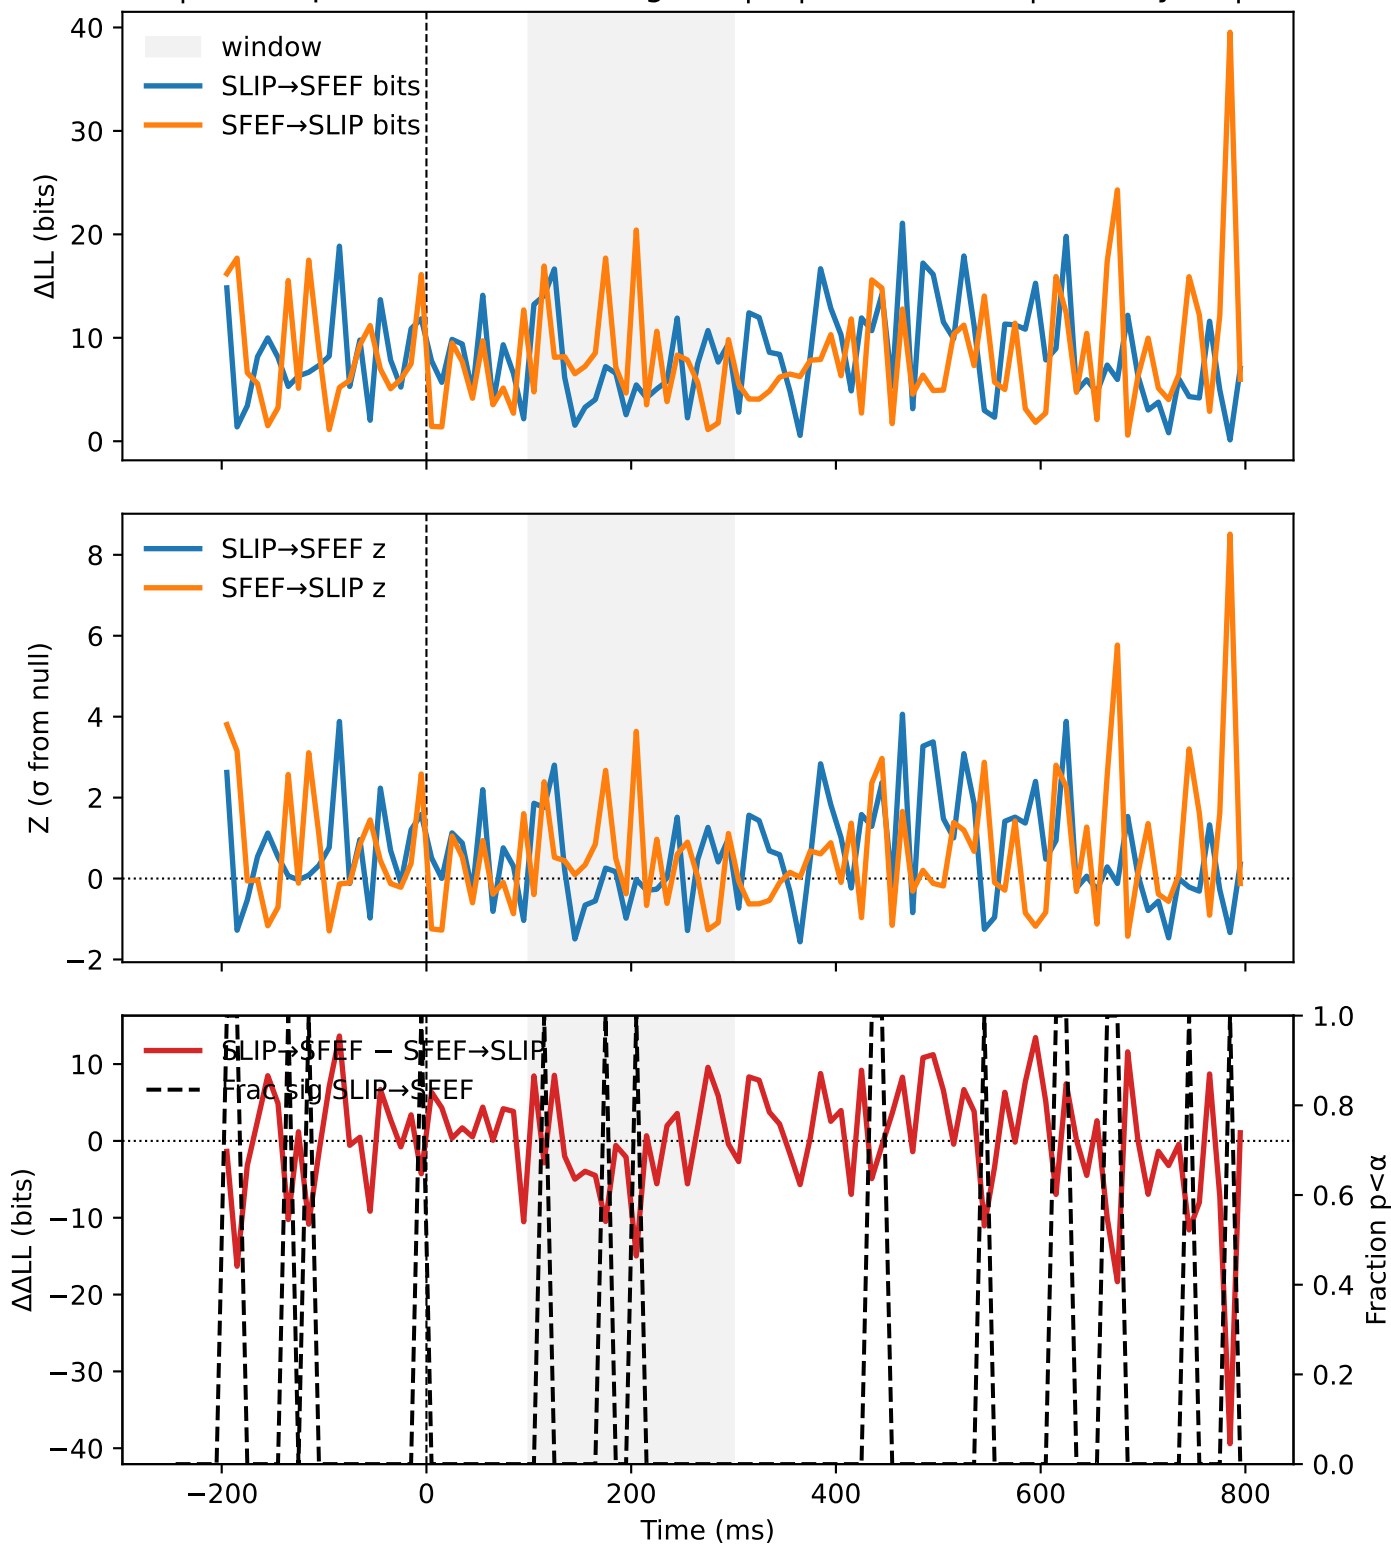 40
30
20
10
0
ΔLL (bits)
window
SLIP→SFEF bits
SFEF→SLIP bits
8
6
4
2
0
−2
Z (σ from null)
SLIP→SFEF z
SFEF→SLIP z
10
0
−10
−20
−30
−40
ΔΔLL (bits)
SLIP→SFEF − SFEF→SLIP
Frac sig SLIP→SFEF
1.0
0.8
0.6
0.4
0.2
0.0
Fraction p<α
−200
0
200
400
600
800
Time (ms)